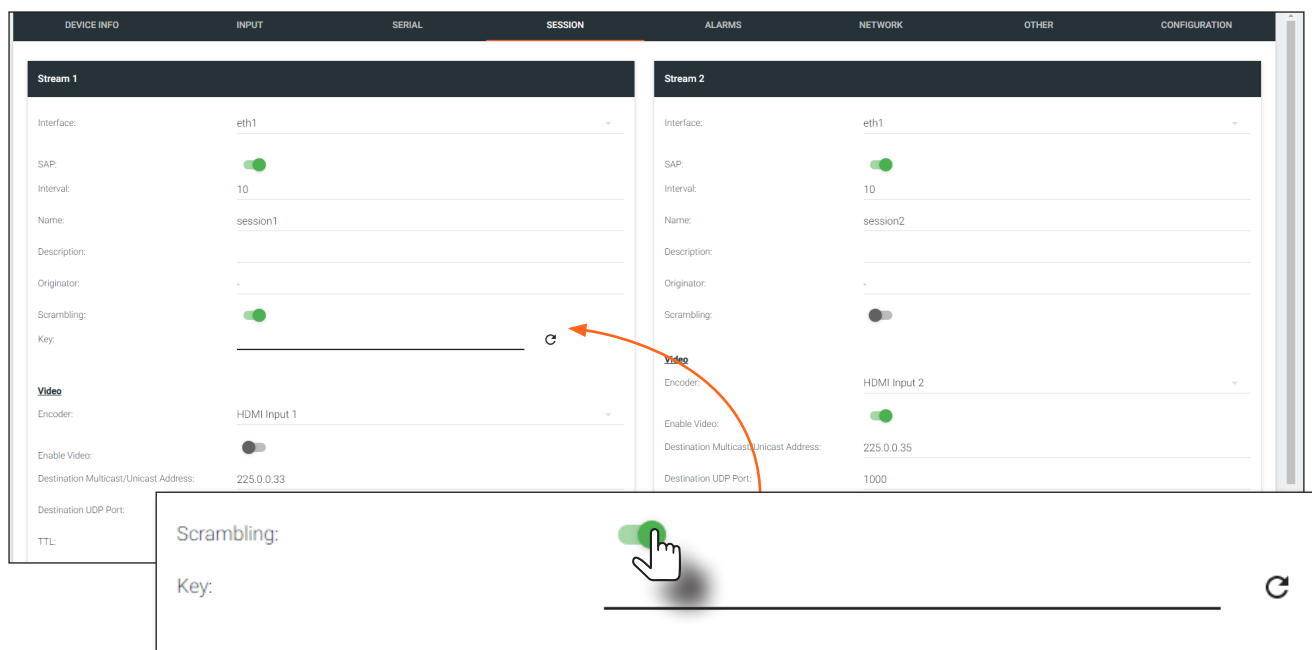 DEVICE INFO INPUT SERIAL SESSION ALARMS NETWORK OTHER CONFIGURATION
Stream 1
Interface: eth1
SAP:
Interval: 10
Name: session1
Description:
Originator: -
Scrambling:
Key:
Video
Encoder: HDMI Input 1
Enable Video:
Destination Multicast/Unicast Address: 225.0.0.33
Destination UDP Port:
TTL:
Stream 2
Interface: eth1
SAP:
Interval: 10
Name: session2
Description:
Originator: -
Scrambling:
Video
Encoder: HDMI Input 2
Enable Video:
Destination Multicast/Unicast Address: 225.0.0.35
Destination UDP Port: 1000
Scrambling:
Key: